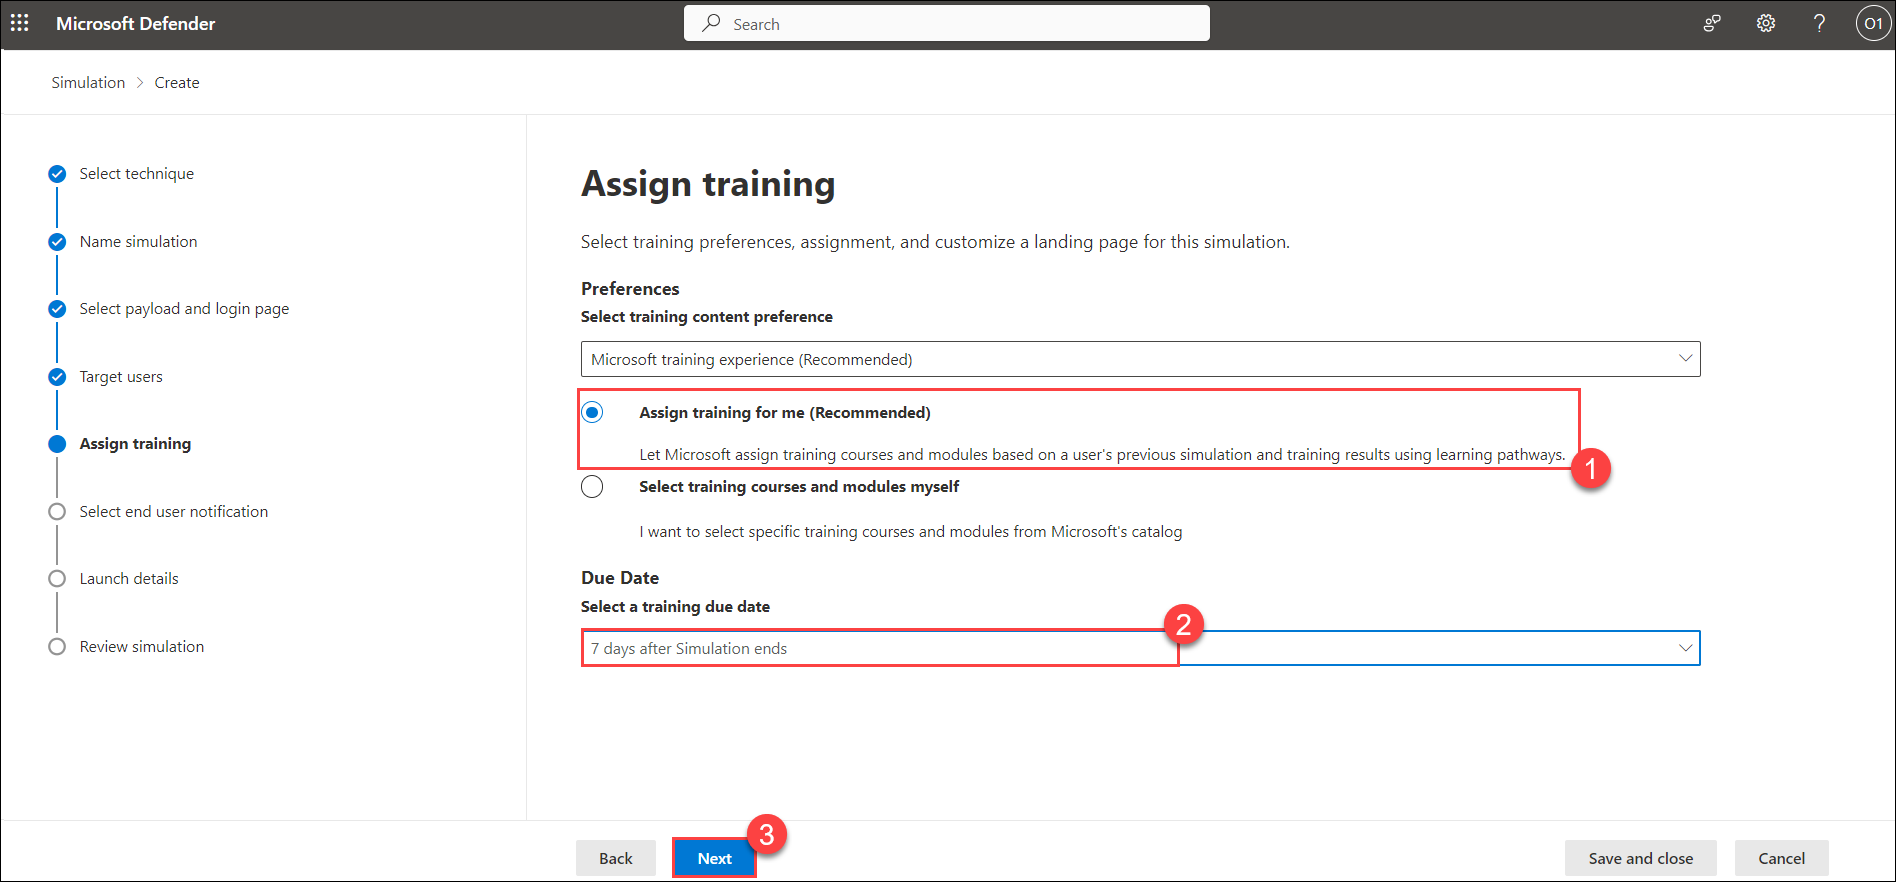 Microsoft Defender
Search
O1
Simulation > Create
Select technique
Name simulation
Select payload and login page
Target users
Assign training
Select end user notification
Launch details
Review simulation
Assign training
Select training preferences, assignment, and customize a landing page for this simulation.
Preferences
Select training content preference
Microsoft training experience (Recommended)
Assign training for me (Recommended)
Let Microsoft assign training courses and modules based on a user's previous simulation and training results using learning pathways.
1
Select training courses and modules myself
I want to select specific training courses and modules from Microsoft's catalog
Due Date
Select a training due date
2
7 days after Simulation ends
3
Back
Next
Save and close
Cancel